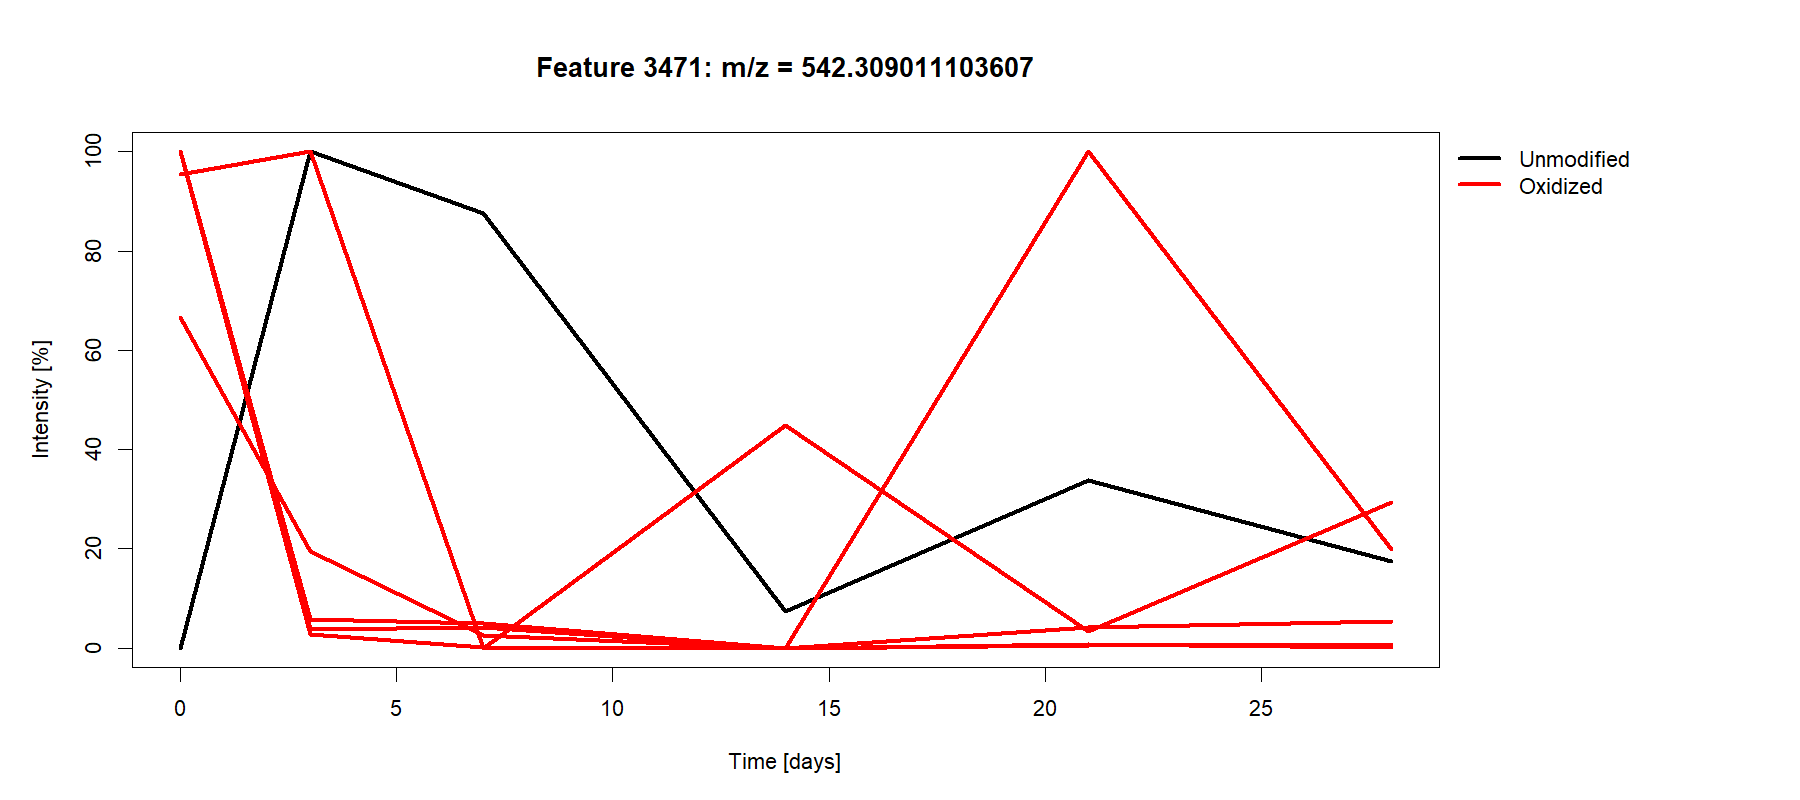 Feature 3471: m/z = 542.309011103607
Unmodified
Oxidized
Intensity [%]
100
80
60
40
20
0
0 5 10 15 20 25
Time [days]